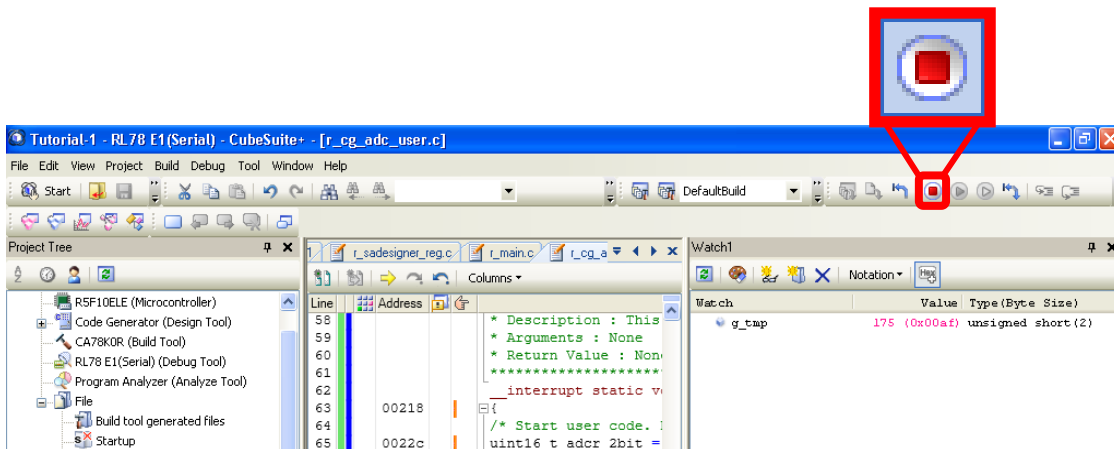 Tutorial-1 - RL78 E1(Serial) - CubeSuite+ - [r_cg_adc_user.c]
File Edit View Project Build Debug Tool Window Help
Start DefaultBuild
Project Tree
R5F10ELE (Microcontroller)
Code Generator (Design Tool)
CA78K0R (Build Tool)
RL78 E1(Serial) (Debug Tool)
Program Analyzer (Analyze Tool)
File
Build tool generated files
Startup
r_sadesigner_reg.c r_main.c r_cg_a
Columns
Line Address
58 * Description : This
59 * Arguments : None
60 * Return Value : Non
61 *********************
62 __interrupt static v
63 00218 {
64 /* Start user code.
65 0022c uint16_t adcr_2bit =
Watch1
Notation Hex
Watch Value Type(Byte Size)
g_tmp 175 (0x00af) unsigned short(2)